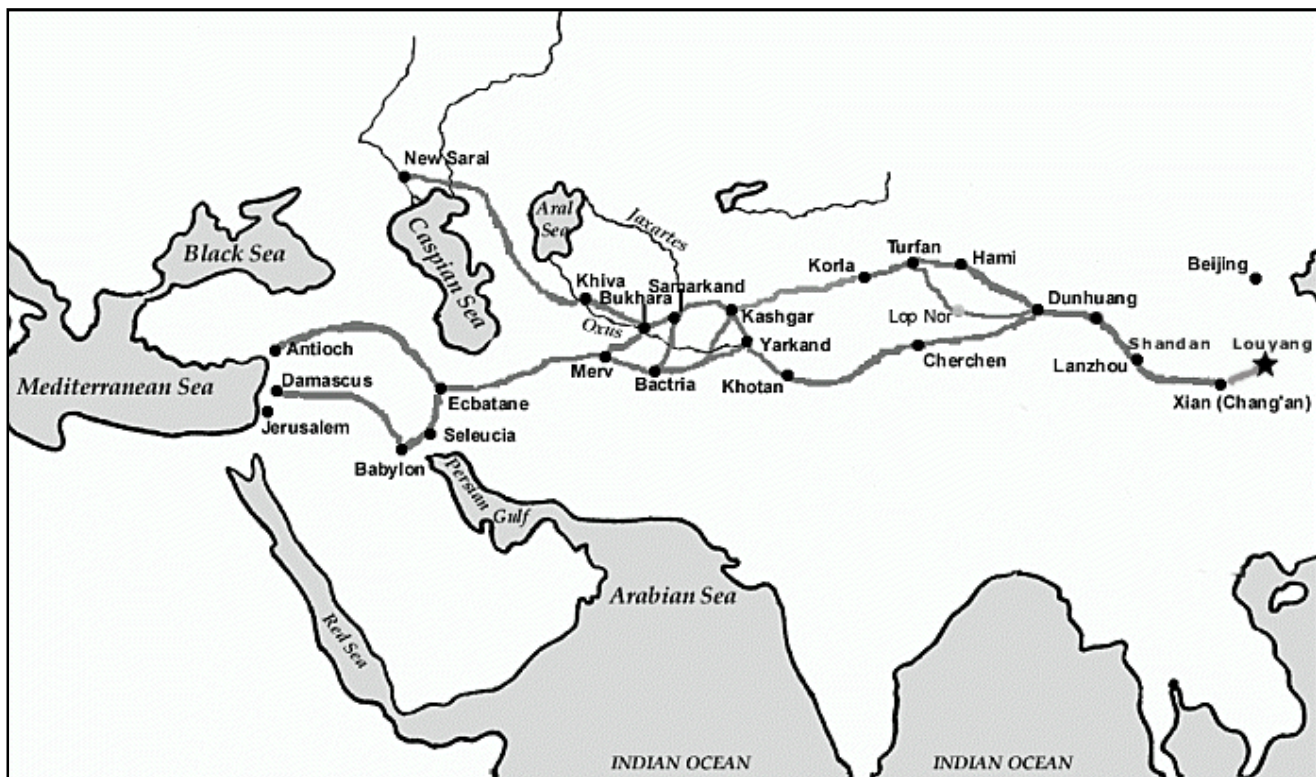 New Sarai
Aral
Sea
Jaxartes
Black Sea
Caspian Sea
Turfan
Hami
Beijing
Korla
Khiva
Samarkand
Bukhara
Dunhuang
Kashgar
Lop Nor
Oxus
Yarkand
Shandan
Louyang
Antioch
Cherchen
Lanzhou
Merv
Bactria
Khotan
Damascus
Mediterranean Sea
Ecbatane
Xian (Chang'an)
Jerusalem
Seleucia
Babylon
Persian
Gulf
Arabian Sea
Red Sea
INDIAN OCEAN
INDIAN OCEAN